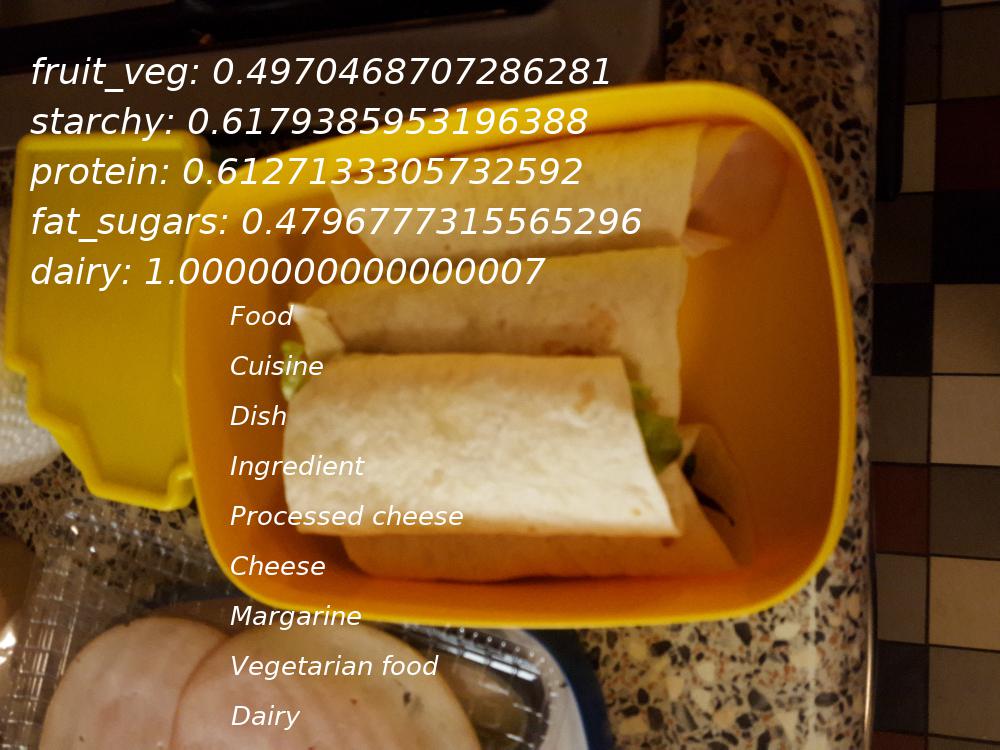 fruit_veg: 0.4970468707286281
starchy: 0.6179385953196388
protein: 0.6127133305732592
fat_sugars: 0.4796777315565296
dairy: 1.0000000000000007
Food
Cuisine
Dish
Ingredient
Processed cheese
Cheese
Margarine
Vegetarian food
Dairy